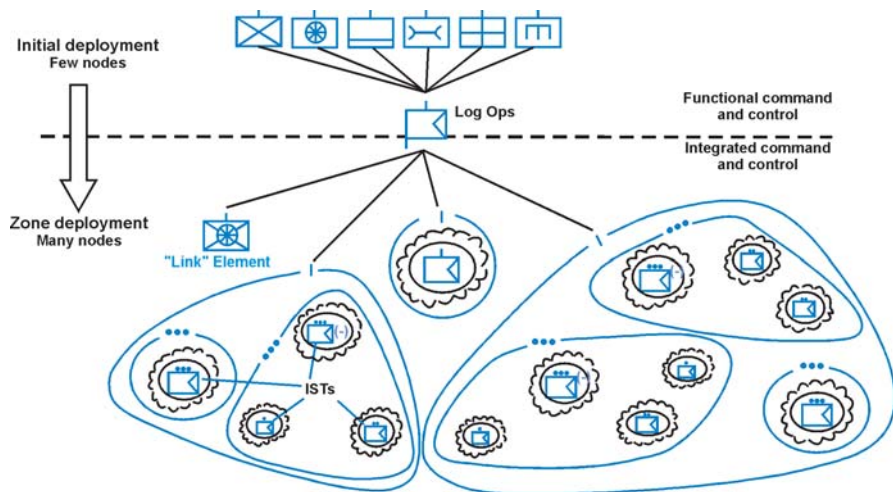 Initial deployment
Few nodes
Log Ops
Functional command
and control
Integrated command
and control
Zone deployment
Many nodes
"Link" Element
(-)
(-)
ISTs
(-)